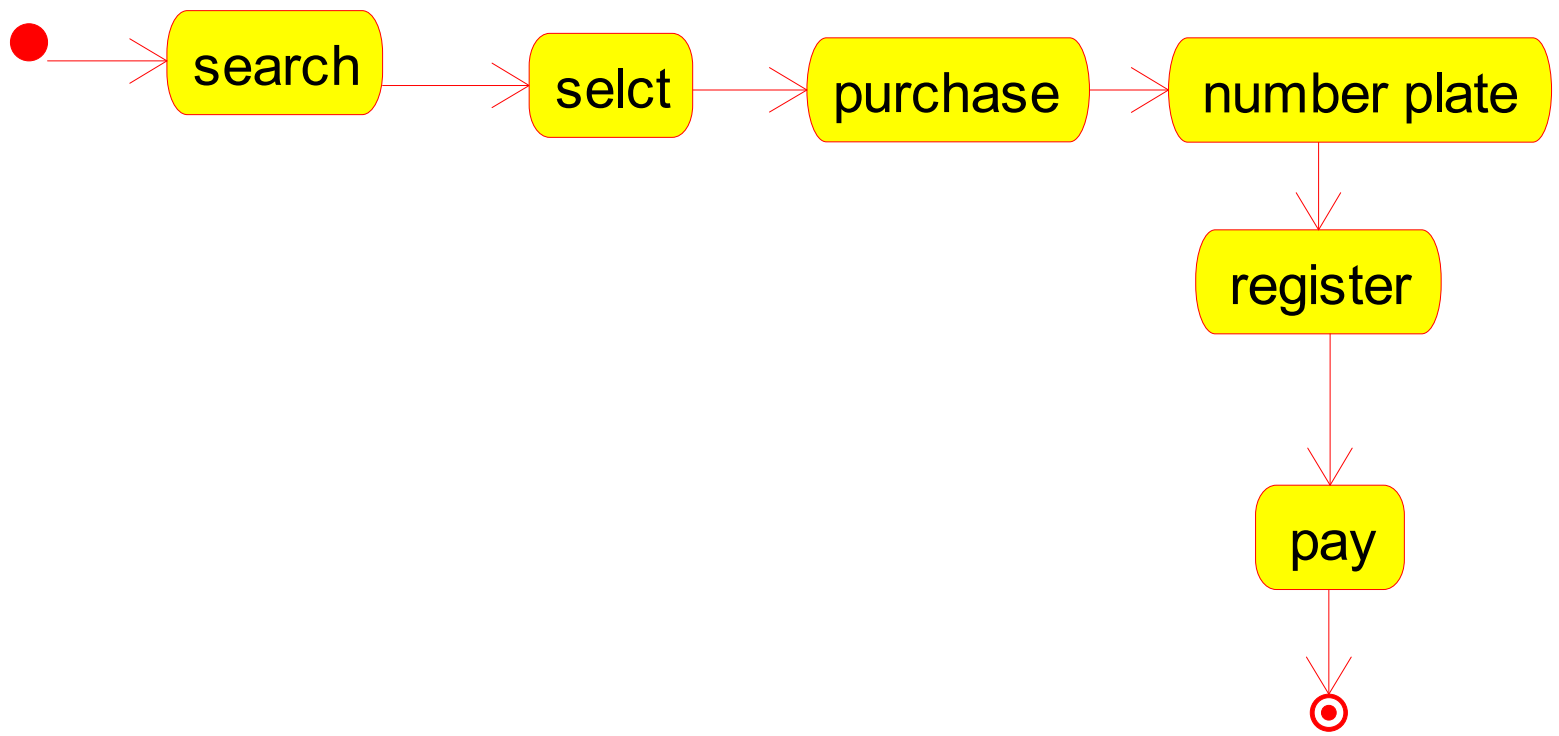 search
selct
purchase
number plate
register
pay